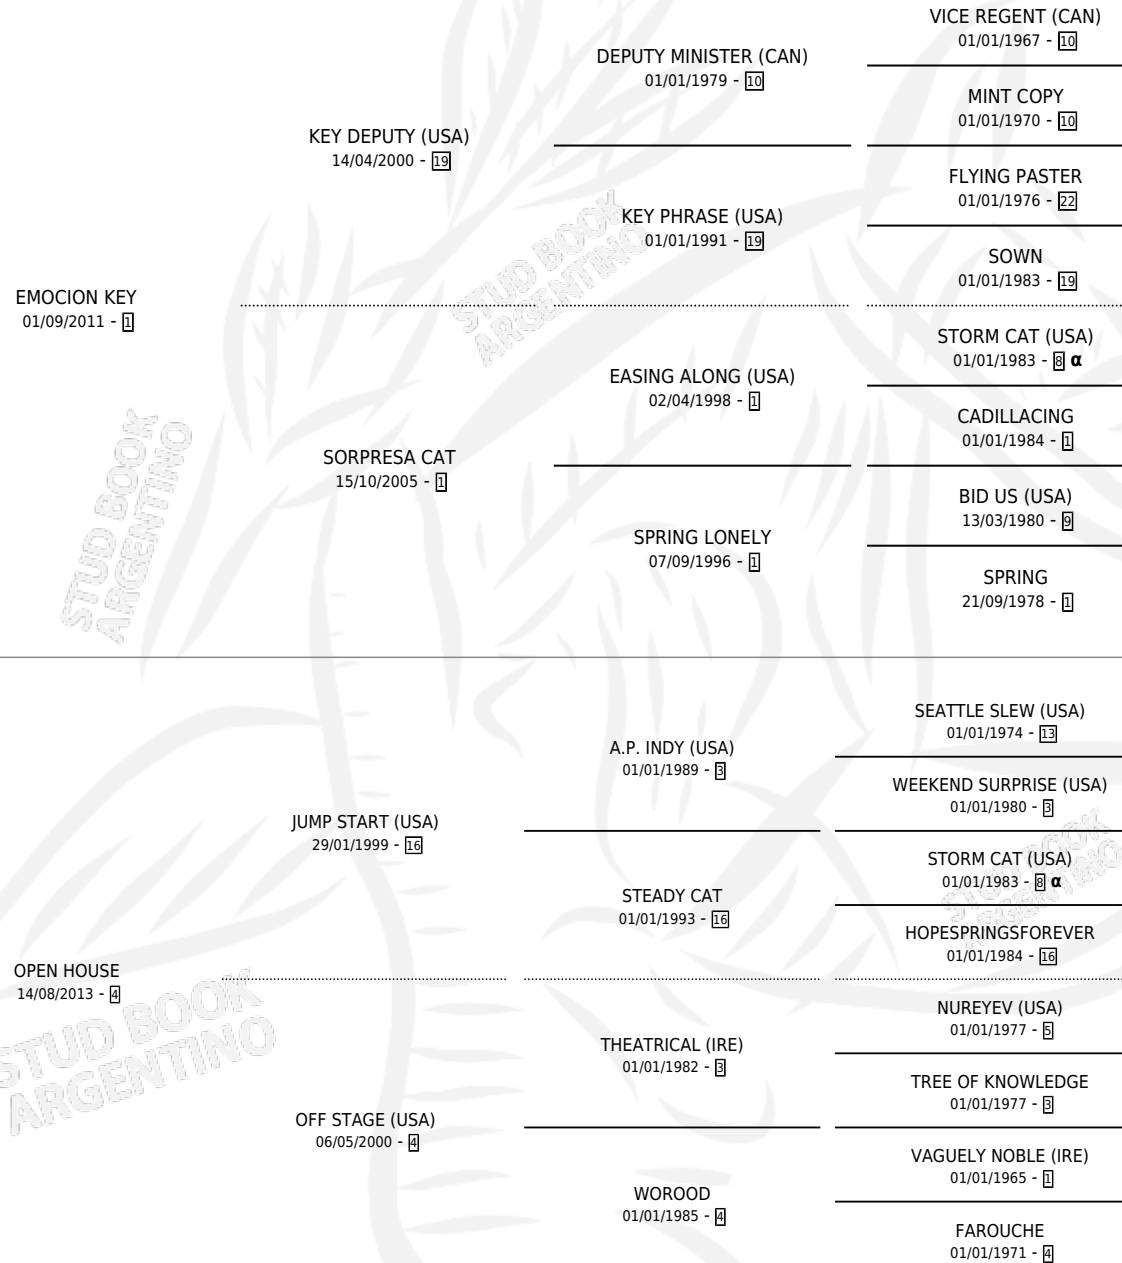 VICE REGENT (CAN)
01/01/1967 - 10
DEPUTY MINISTER (CAN)
01/01/1979 - 10
MINT COPY
01/01/1970 - 10
KEY DEPUTY (USA)
14/04/2000 - 19
FLYING PASTER
01/01/1976 - 22
KEY PHRASE (USA)
01/01/1991 - 19
SOWN
01/01/1983 - 19
EMOCION KEY
01/09/2011 - 1
STORM CAT (USA)
01/01/1983 - 8 α
EASING ALONG (USA)
02/04/1998 - 1
CADILLACING
01/01/1984 - 1
SORPRESA CAT
15/10/2005 - 1
BID US (USA)
13/03/1980 - 9
SPRING LONELY
07/09/1996 - 1
SPRING
21/09/1978 - 1
SEATTLE SLEW (USA)
01/01/1974 - 13
A.P. INDY (USA)
01/01/1989 - 3
WEEKEND SURPRISE (USA)
01/01/1980 - 3
JUMP START (USA)
29/01/1999 - 16
STORM CAT (USA)
01/01/1983 - 8 α
STEADY CAT
01/01/1993 - 16
HOPESPRINGSFOREVER
01/01/1984 - 16
OPEN HOUSE
14/08/2013 - 4
NUREYEV (USA)
01/01/1977 - 5
THEATRICAL (IRE)
01/01/1982 - 3
TREE OF KNOWLEDGE
01/01/1977 - 3
OFF STAGE (USA)
06/05/2000 - 4
VAGUELY NOBLE (IRE)
01/01/1965 - 1
WOROOD
01/01/1985 - 4
FAROUCHE
01/01/1971 - 4
STUD BOOK
ARGENTINO
STUD BOOK
ARGENTINO
STUD BOOK
ARGENTINO
STUD BOOK
ARGENTINO